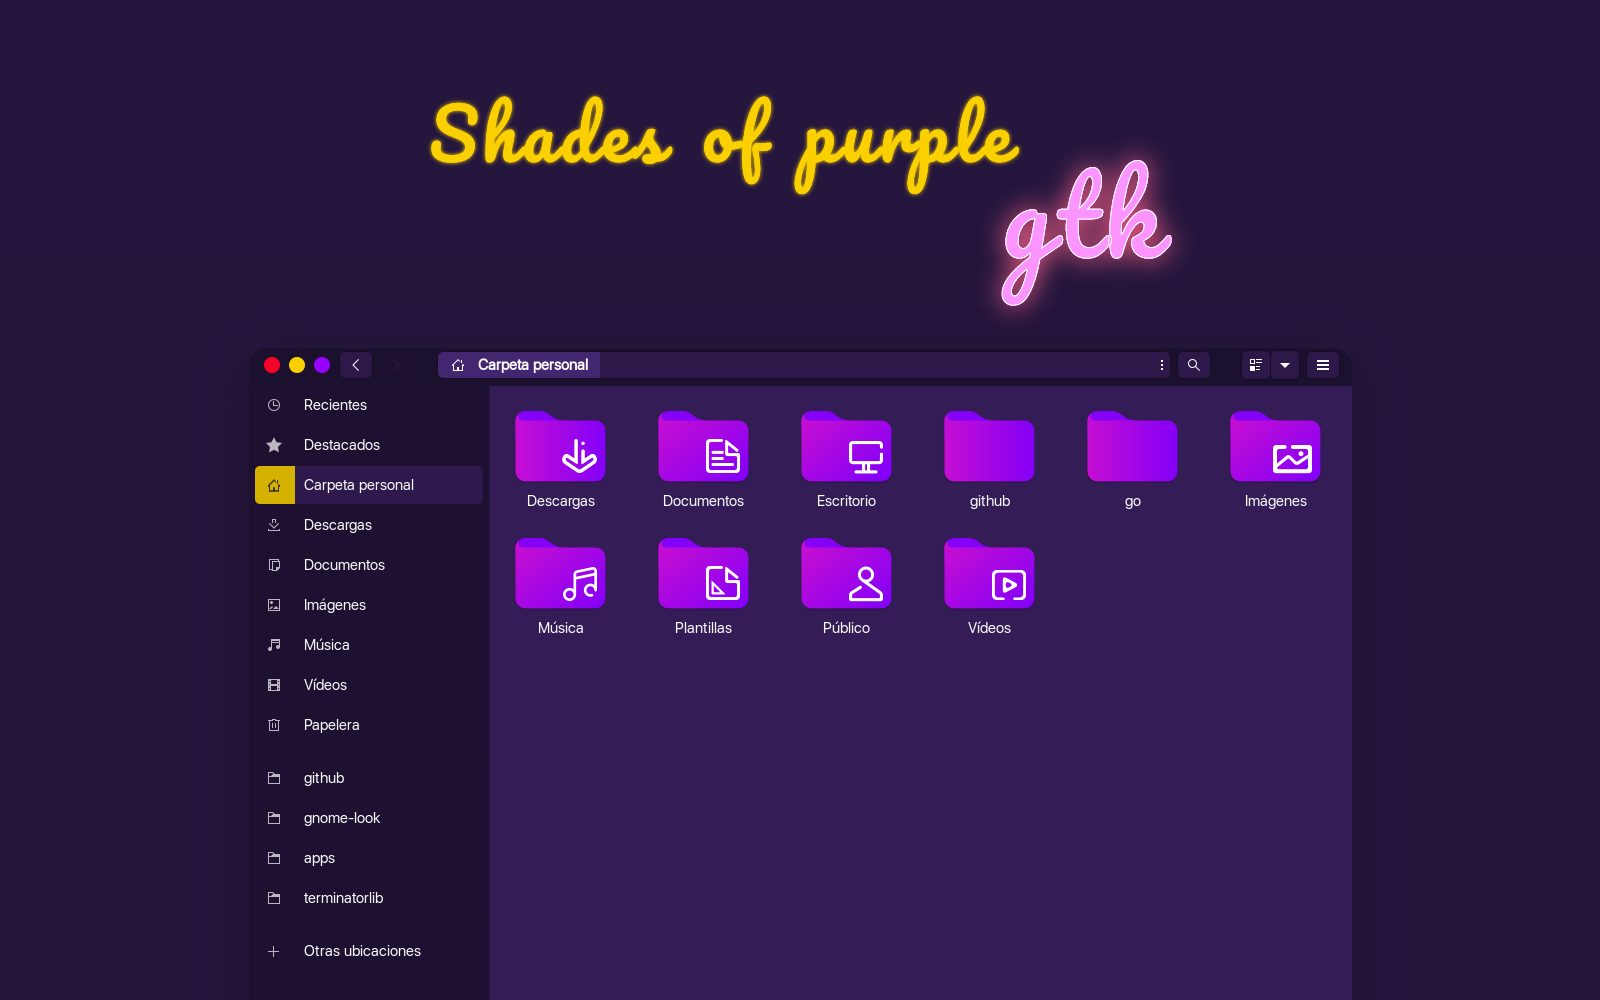 Shades of purple
gtk
Carpeta personal
Recientes
Destacados
Carpeta personal
Descargas
Documentos
Imágenes
Música
Vídeos
Papelera
github
gnome-look
apps
terminatorlib
Otras ubicaciones
Descargas Documentos Escritorio github go Imágenes
Música Plantillas Público Vídeos